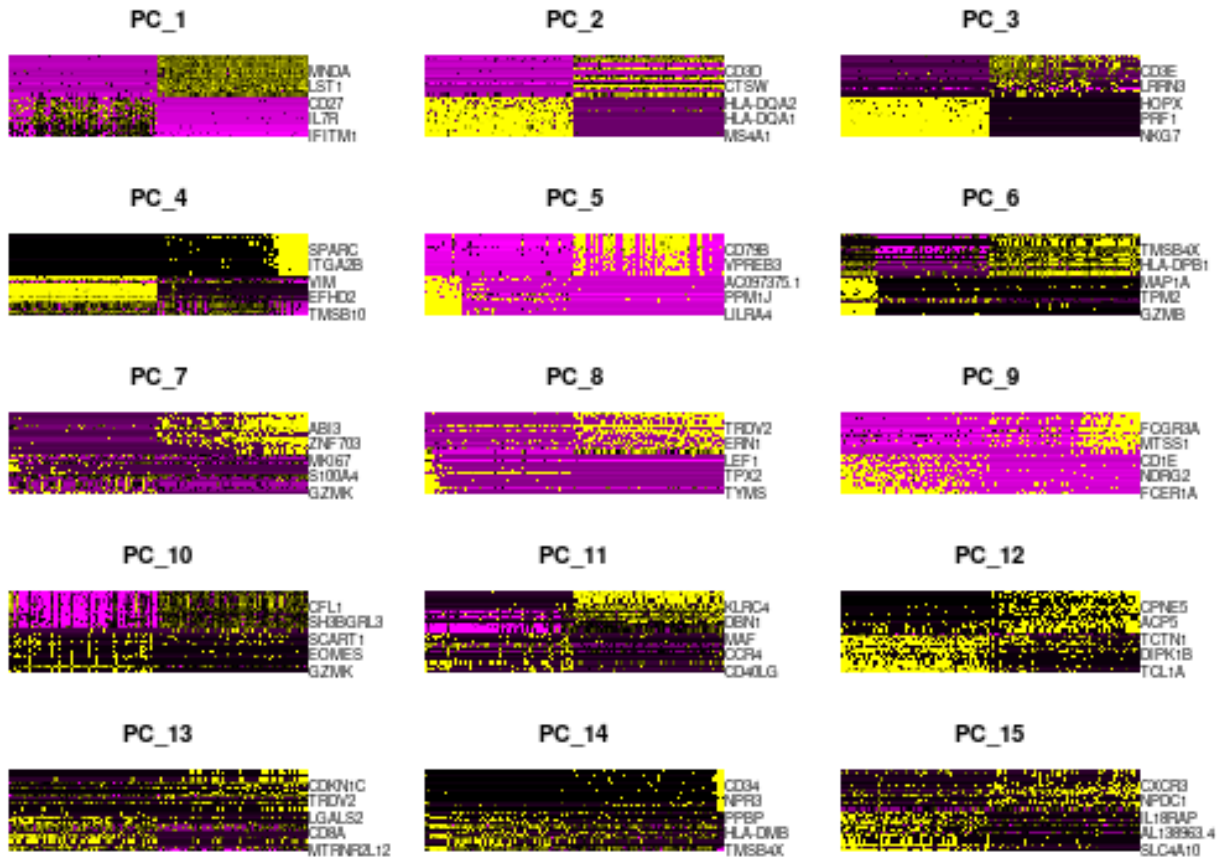 PC_1 PC_2 PC_3
MNDA CD3D CD3E
LST1 CTSW LRRN3
CD27 HLA-DQA2 HOPX
IL7R HLA-DQA1 PRF1
IFITM1 MS4A1 NKG7
PC_4 PC_5 PC_6
SPARC CD79B TMSB4X
ITGA2B VPREB3 HLA-DPB1
VIM AC097375.1 MAP1A
EFHD2 PPM1J TPM2
TMSB10 LILRA4 GZMB
PC_7 PC_8 PC_9
ABI3 TRDV2 FCGR3A
ZNF703 ERN1 MTSS1
MKI67 LEF1 CD1E
S100A4 TPX2 NDRG2
GZMK TYMS FCER1A
PC_10 PC_11 PC_12
CFL1 KLRC4 CPNE5
SH3BGRL3 DBN1 ACP5
SCART1 MAF TCTN1
EOMES CCR4 DIPK1B
GZMK CD40LG TCL1A
PC_13 PC_14 PC_15
CDKN1C CD34 CXCR3
TRDV2 NPR3 NPDC1
LGALS2 PPBP IL18RAP
CD8A HLA-DMB AL138963.4
MTRNR2L12 TMSB4X SLC4A10